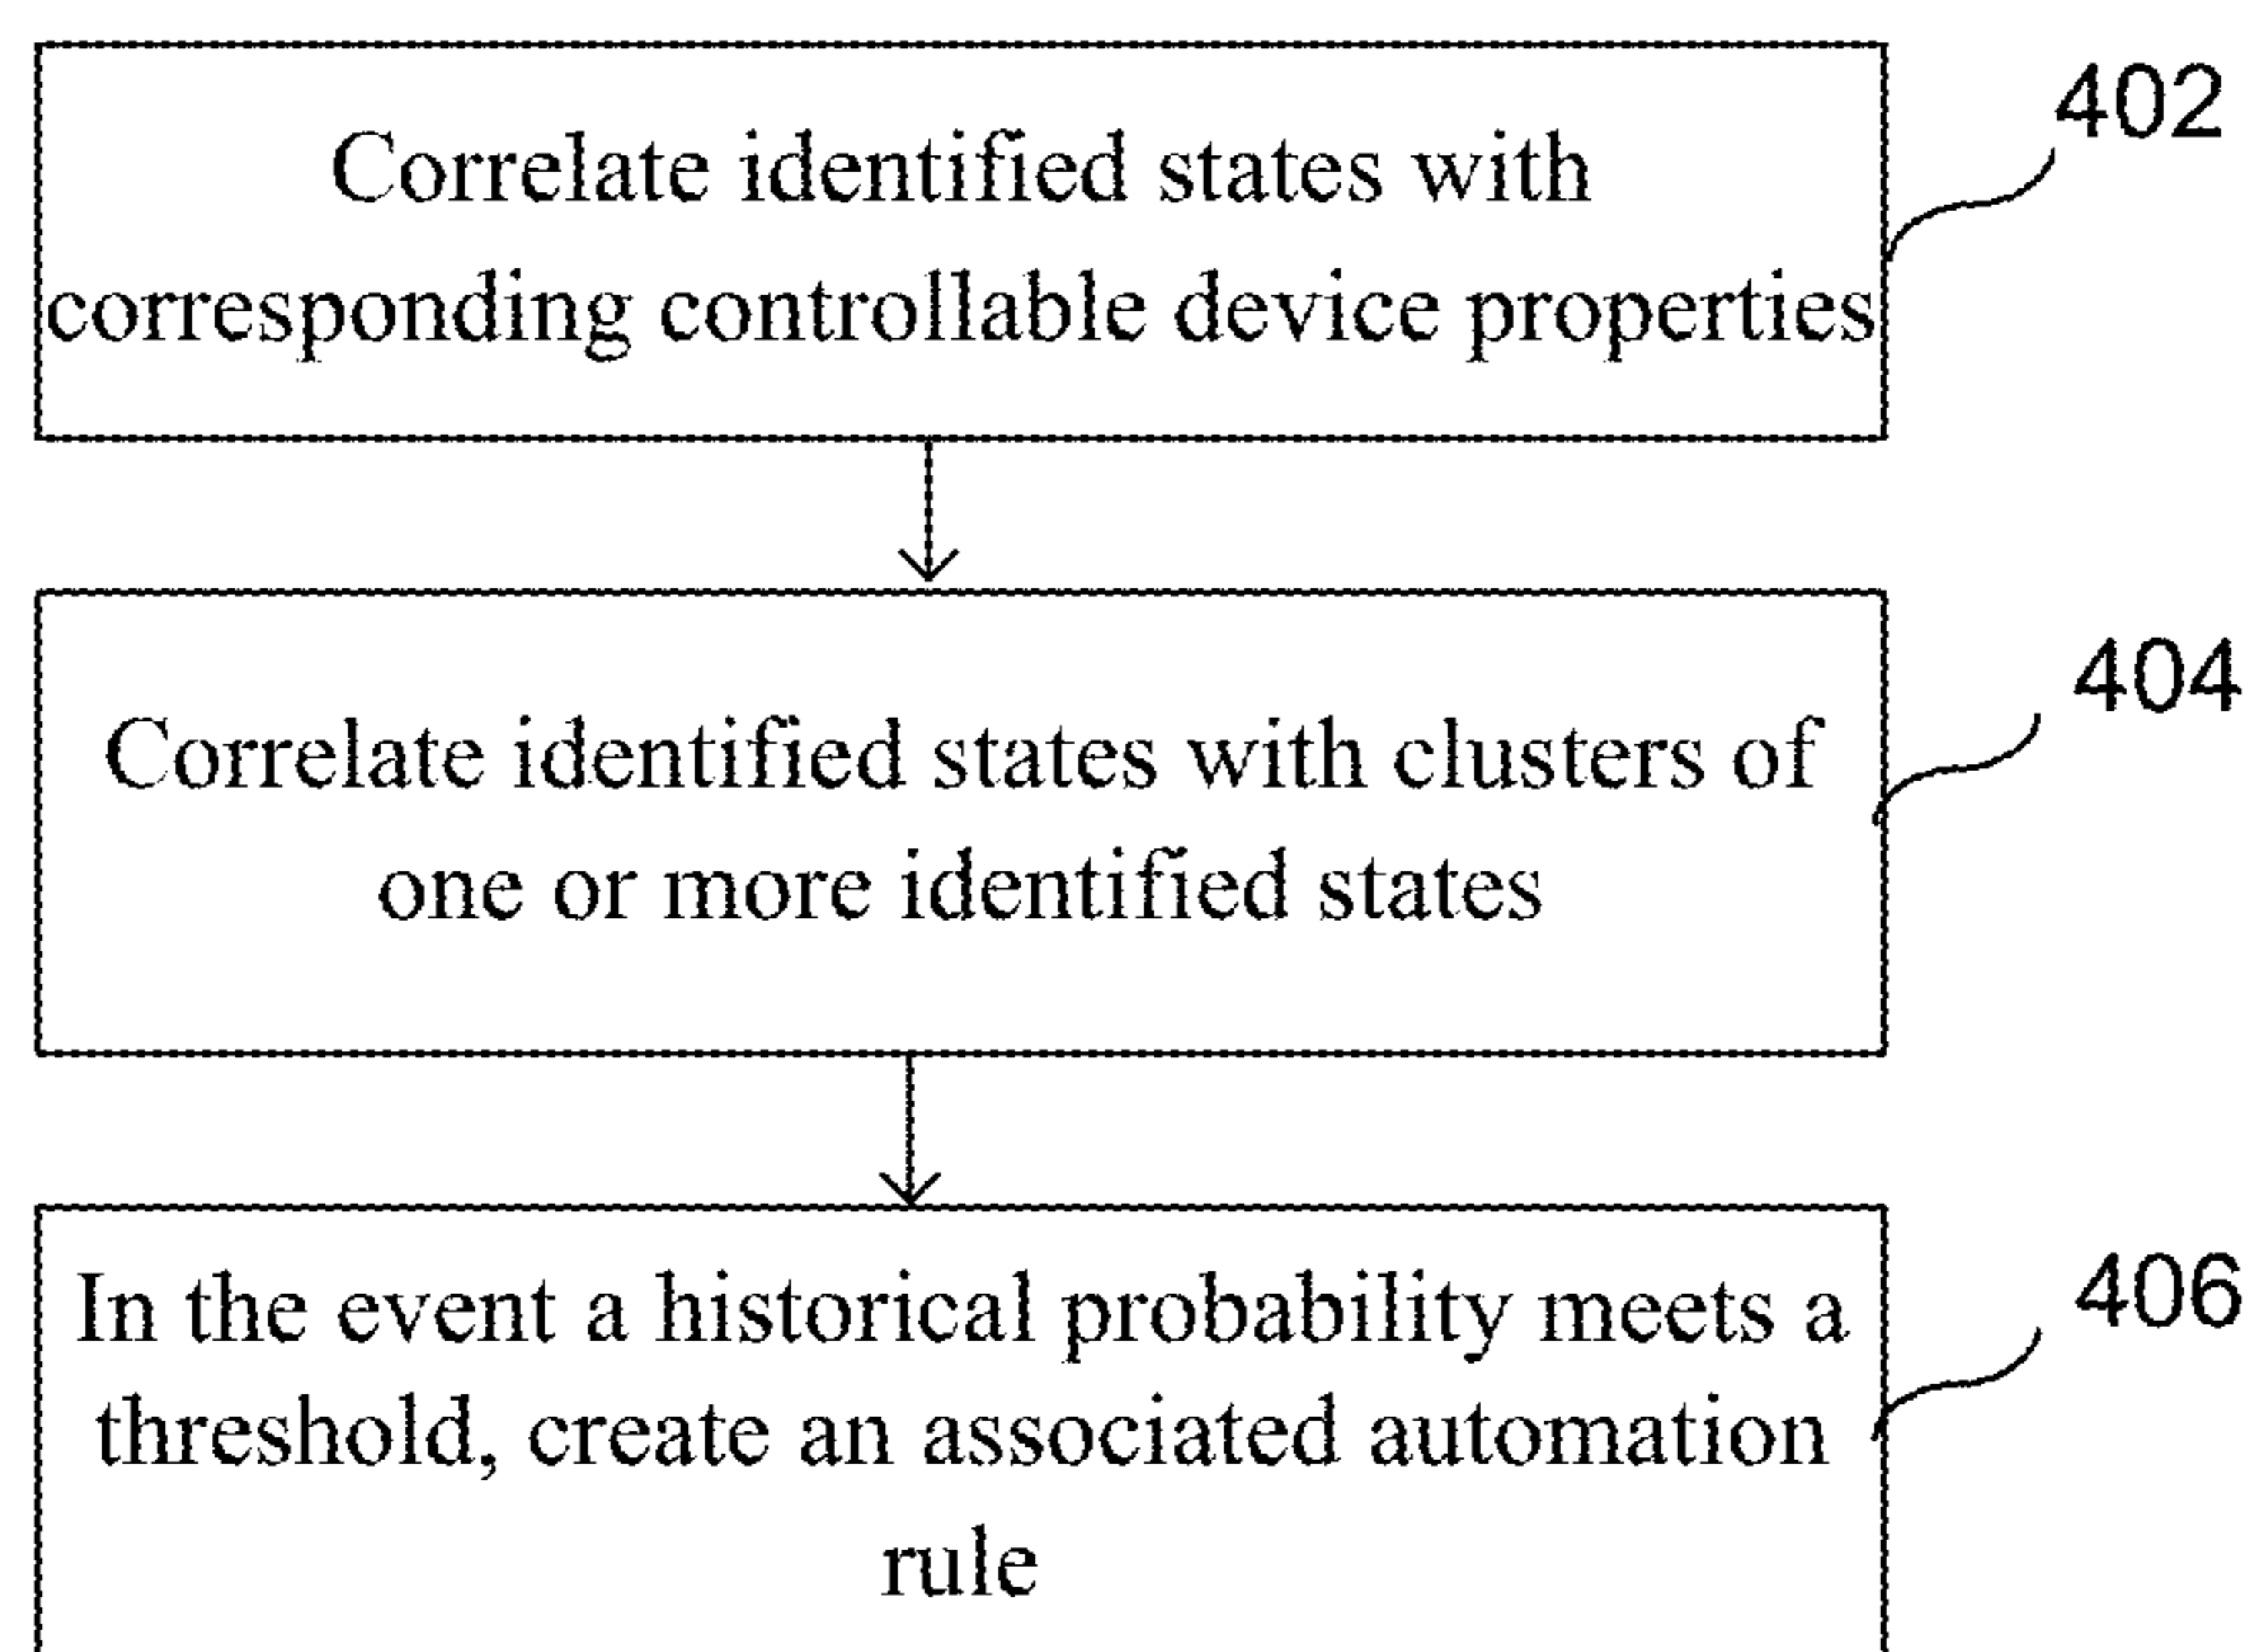 Correlate identified states with
corresponding controllable device properties
402
Correlate identified states with clusters of
one or more identified states
404
In the event a historical probability meets a
threshold, create an associated automation
rule
406